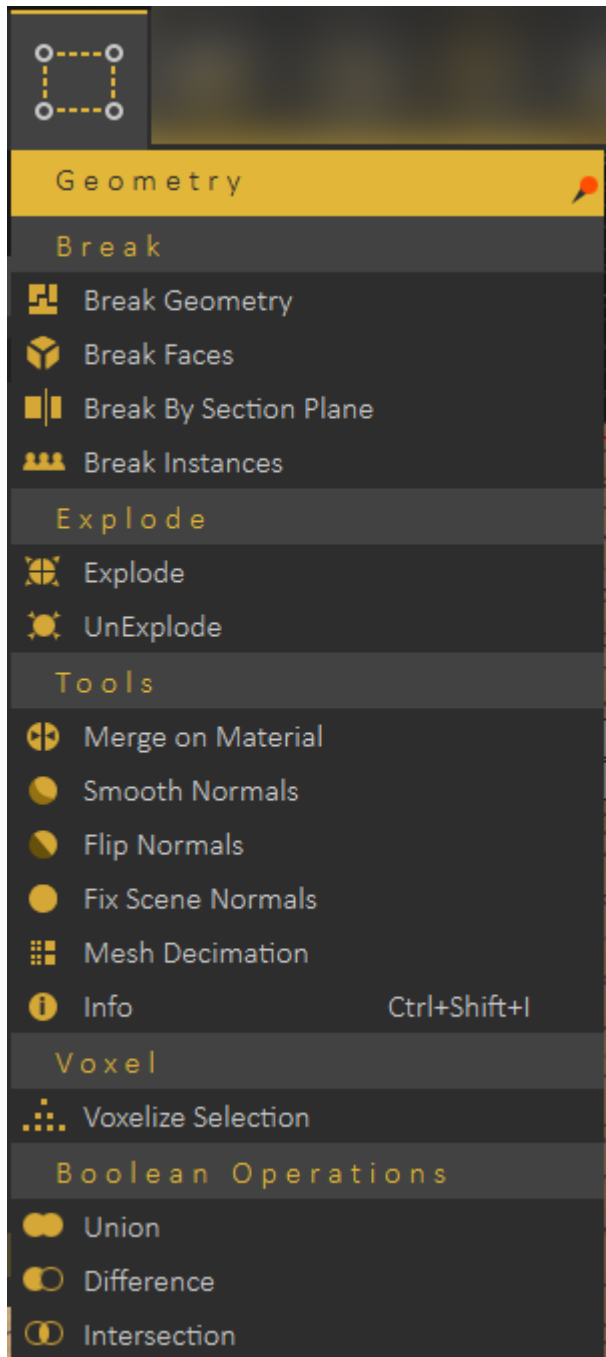 Geometry
Break
Break Geometry
Break Faces
Break By Section Plane
Break Instances
Explode
Explode
UnExplode
Tools
Merge on Material
Smooth Normals
Flip Normals
Fix Scene Normals
Mesh Decimation
Info Ctrl+Shift+I
Voxel
Voxelize Selection
Boolean Operations
Union
Difference
Intersection